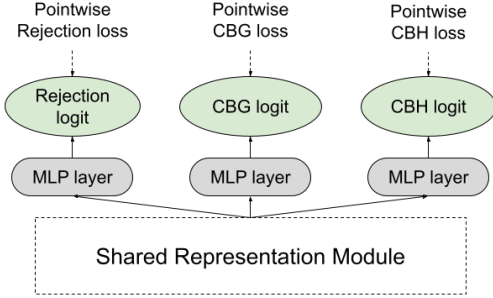 Pointwise
Rejection loss
Pointwise
CBG loss
Pointwise
CBH loss
Rejection
logit
CBG logit
CBH logit
MLP layer
MLP layer
MLP layer
Shared Representation Module